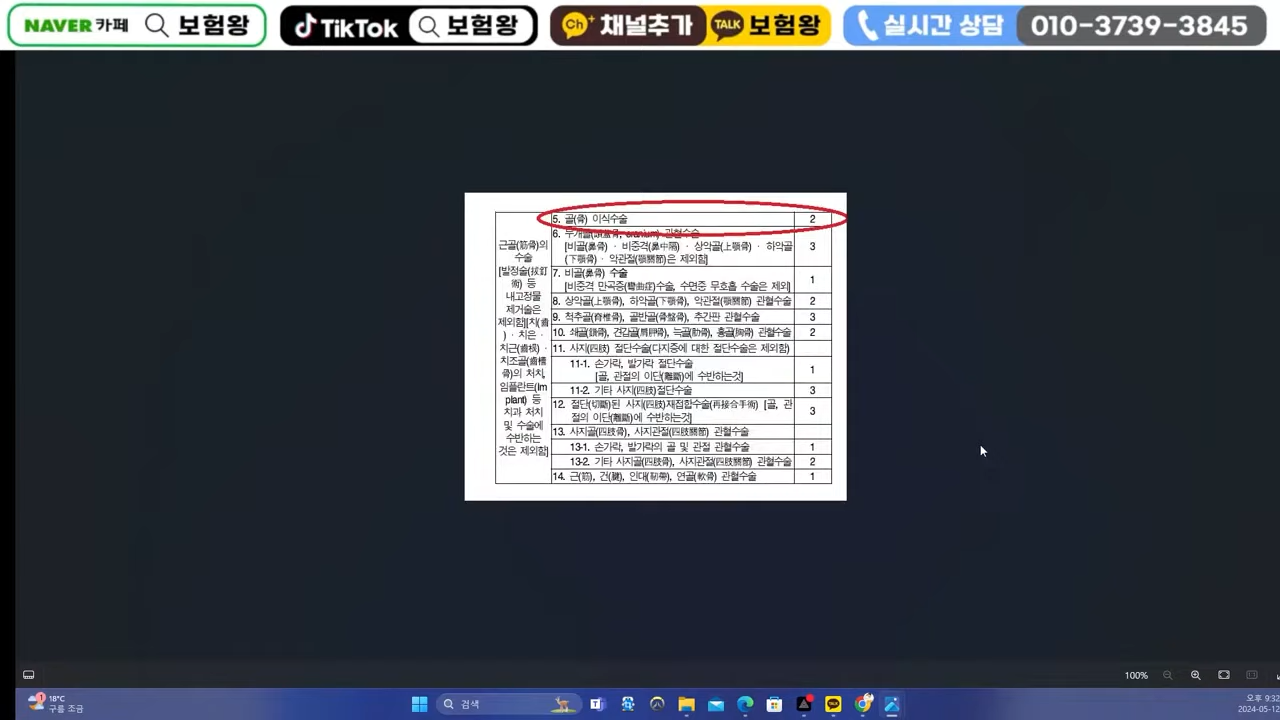 NAVER 카페 보험왕
TikTok 보험왕
Ch+ 채널추가 TALK 보험왕
실시간 상담 010-3739-3845
근골(筋骨)의
수술
[발정술(拔釘
術) 등
내고정물
제거술은
제외함][치(齒
) · 치은 ·
치근(齒根) ·
치조골(齒槽
骨)의 처치,
임플란트(Im
plant) 등
치과 처치
및 수술에
수반하는
것은 제외함]
5. 골(骨) 이식수술 2
6. 두개골(頭蓋骨, cranium) 관혈수술
[비골(鼻骨) · 비중격(鼻中隔) · 상악골(上顎骨) · 하악골
(下顎骨) · 악관절(顎關節)은 제외함] 3
7. 비골(鼻骨) 수술
[비중격 만곡증(彎曲症)수술, 수면중 무호흡 수술은 제외] 1
8. 상악골(上顎骨), 하악골(下顎骨), 악관절(顎關節) 관혈수술 2
9. 척추골(脊椎骨), 골반골(骨盤骨), 추간판 관혈수술 3
10. 쇄골(鎖骨), 견갑골(肩胛骨), 늑골(肋骨), 흉골(胸骨) 관혈수술 2
11. 사지(四肢) 절단수술(다지증에 대한 절단수술은 제외함)
11-1. 손가락, 발가락 절단수술
[골, 관절의 이단(離斷)에 수반하는것] 1
11-2. 기타 사지(四肢)절단수술 3
12. 절단(切斷)된 사지(四肢)재접합수술(再接合手術) [골, 관
절의 이단(離斷)에 수반하는것] 3
13. 사지골(四肢骨), 사지관절(四肢關節) 관혈수술
13-1. 손가락, 발가락의 골 및 관절 관혈수술 1
13-2. 기타 사지골(四肢骨), 사지관절(四肢關節) 관혈수술 2
14. 근(筋), 건(腱), 인대(靭帶), 연골(軟骨) 관혈수술 1
100%
1
18°C
구름 조금
검색
오후 9:32
2024-05-12